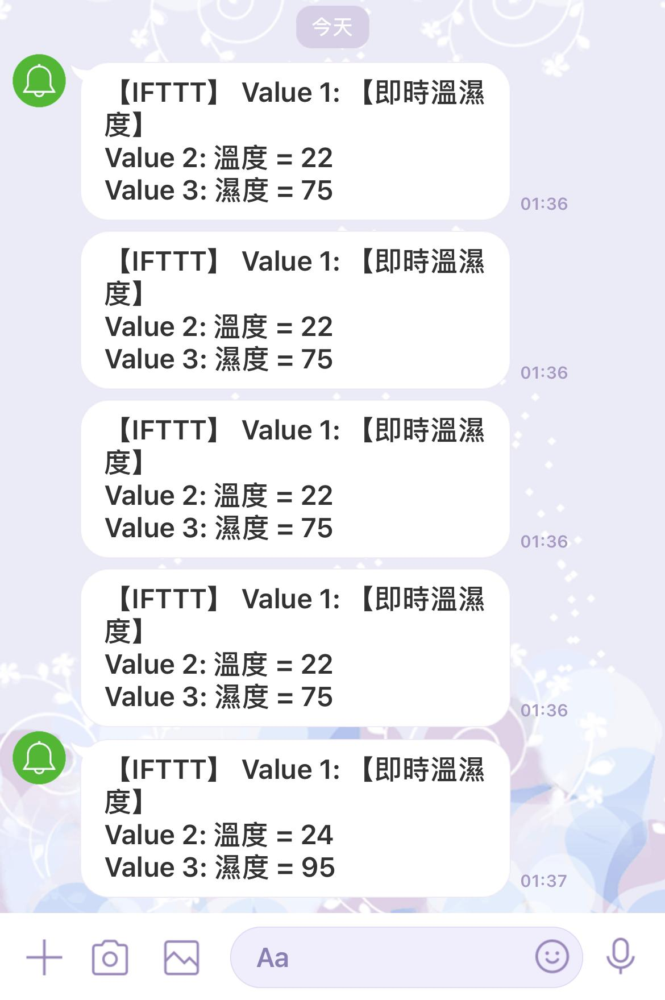 今天
【IFTTT】 Value 1: 【即時溫濕
度】
Value 2: 溫度 = 22
Value 3: 濕度 = 75
01:36
【IFTTT】 Value 1: 【即時溫濕
度】
Value 2: 溫度 = 22
Value 3: 濕度 = 75
01:36
【IFTTT】 Value 1: 【即時溫濕
度】
Value 2: 溫度 = 22
Value 3: 濕度 = 75
01:36
【IFTTT】 Value 1: 【即時溫濕
度】
Value 2: 溫度 = 22
Value 3: 濕度 = 75
01:36
【IFTTT】 Value 1: 【即時溫濕
度】
Value 2: 溫度 = 24
Value 3: 濕度 = 95
01:37
Aa